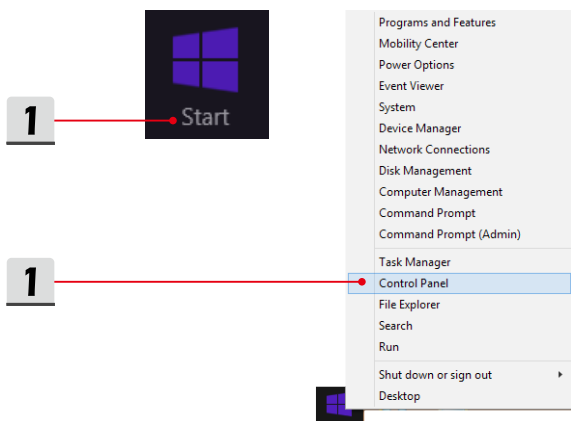 1
Start
1
Programs and Features
Mobility Center
Power Options
Event Viewer
System
Device Manager
Network Connections
Disk Management
Computer Management
Command Prompt
Command Prompt (Admin)
Task Manager
Control Panel
File Explorer
Search
Run
Shut down or sign out
Desktop